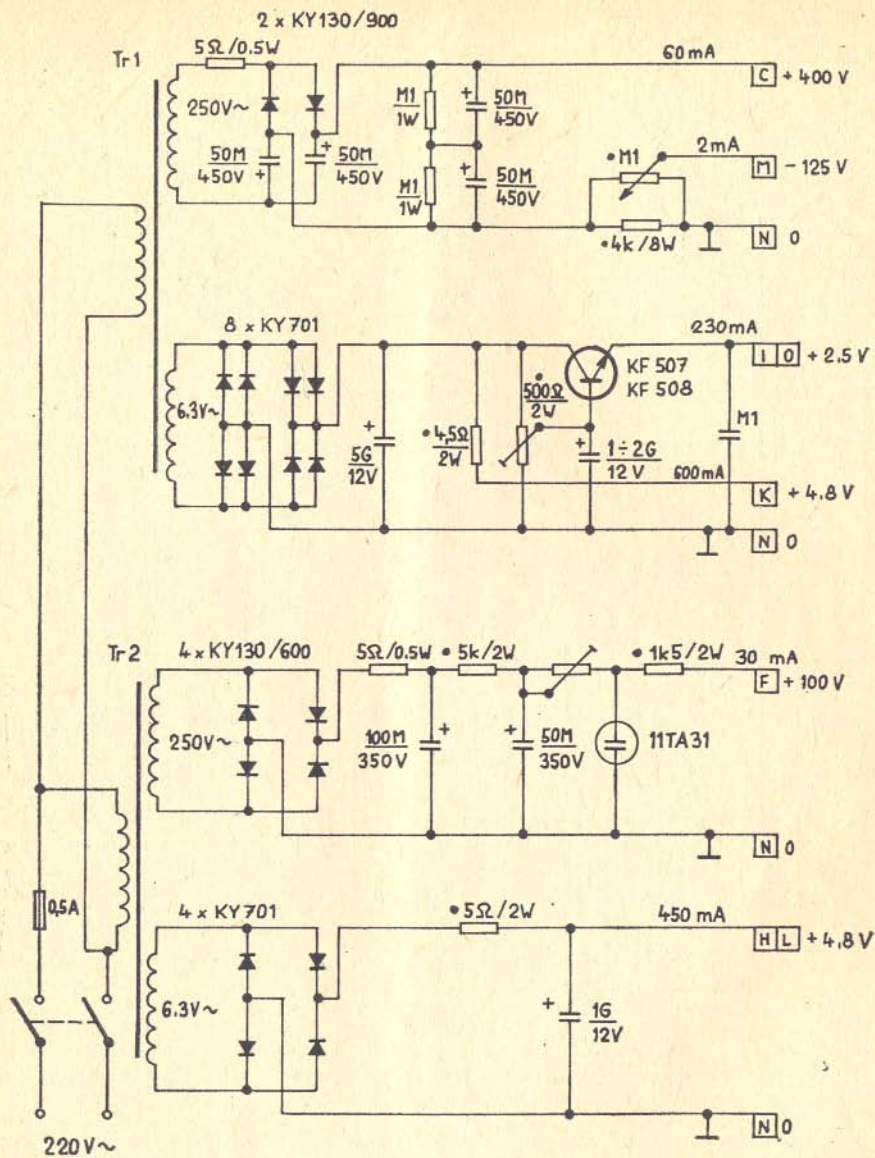 2 x KY130/900
Tr1
5Ω/0.5W
60mA
C + 400 V
250V~
M1
1W
50M
450V
50M
450V
50M
450V
M1
1W
50M
450V
•M1
2mA
M - 125 V
•4k/8W
N 0
8 x KY701
230mA
I O + 2.5 V
KF 507
KF 508
6.3V~
5G
12V
•4,5Ω
2W
•500Ω
2W
1÷2G
12 V
M1
600mA
K + 4.8 V
N 0
Tr2
4 x KY130/600
5Ω/0.5W
•5k/2W
•1k5/2W
30 mA
F + 100 V
250V~
100M
350V
50M
350V
11TA31
N 0
0,5A
4 x KY701
•5Ω/2W
450 mA
H L + 4,8 V
6.3V~
1G
12V
N 0
220V~